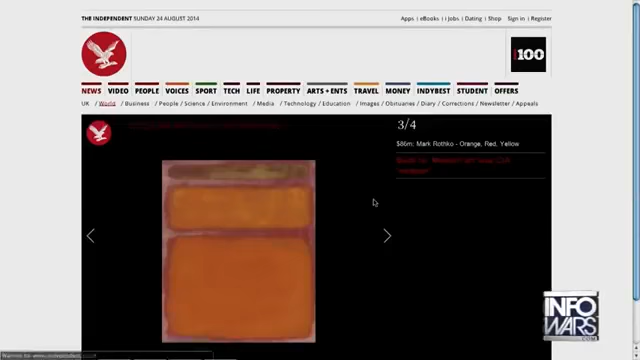 THE INDEPENDENT SUNDAY 24 AUGUST 2014
Apps eBooks iJobs Dating Shop Sign in Register
i100
NEWS VIDEO PEOPLE VOICES SPORT TECH LIFE PROPERTY ARTS + ENTS TRAVEL MONEY INDYBEST STUDENT OFFERS
UK / World / Business / People / Science / Environment / Media / Technology / Education / Images / Obituaries / Diary / Corrections / Newsletter / Appeals
3/4
$86m: Mark Rothko - Orange, Red, Yellow
INFO
WARS
.COM